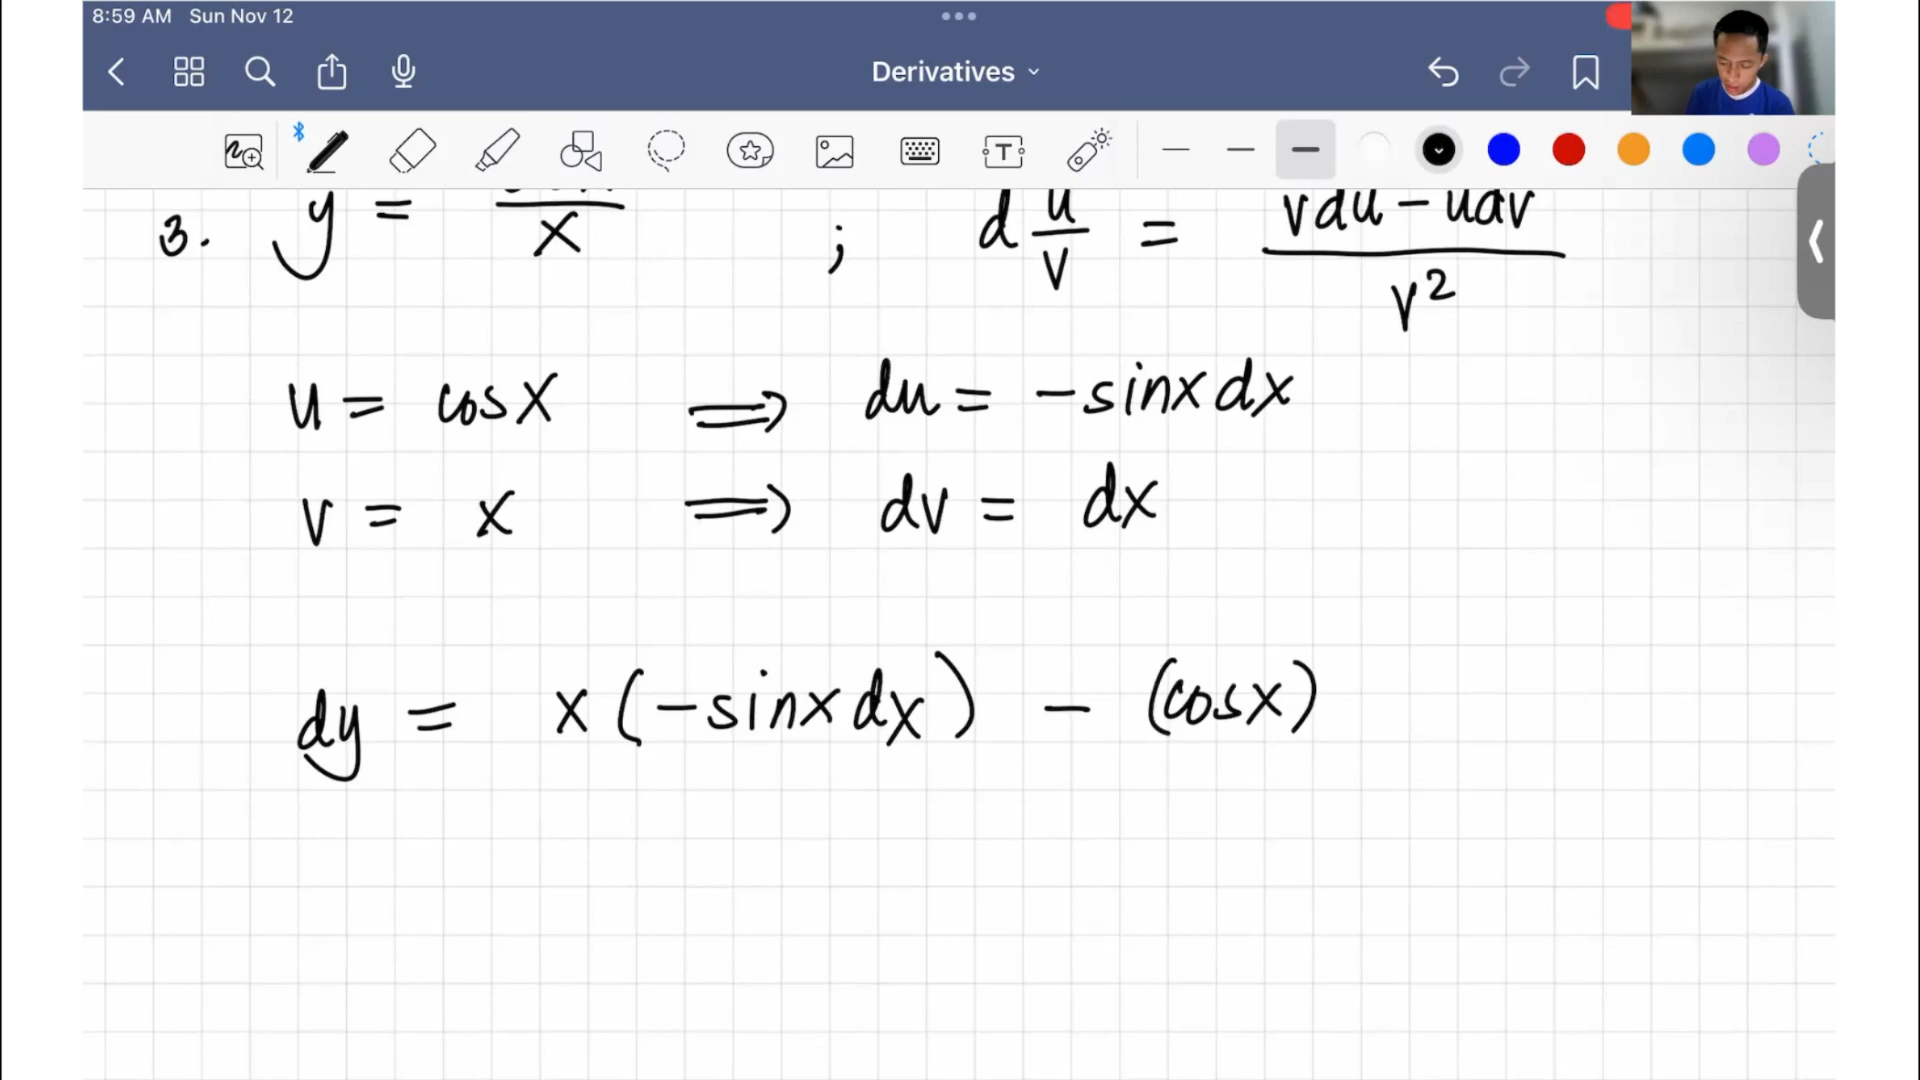 8:59 AM Sun Nov 12
Derivatives
T
3. y = /x ; d u/v = vdu - udv / v²
u = cosx ⟹ du = -sinx dx
v = x ⟹ dv = dx
dy = x(-sinx dx) - (cosx)